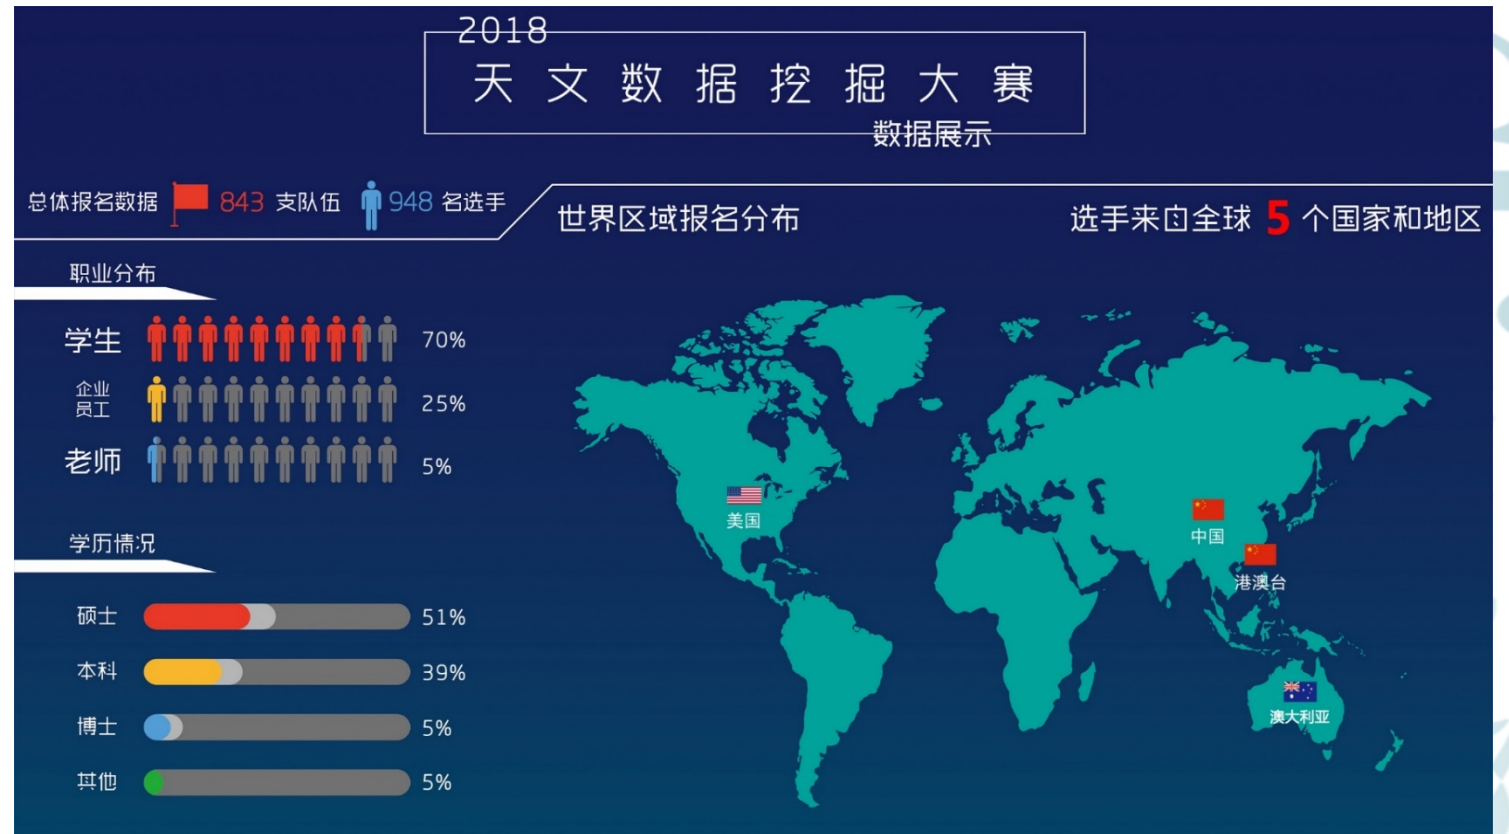 2018
天文数据挖掘大赛
数据展示
总体报名数据 843 支队伍 948 名选手
世界区域报名分布
选手来自全球 5 个国家和地区
职业分布
学生 70%
企业
员工 25%
老师 5%
学历情况
硕士 51%
本科 39%
博士 5%
其他 5%
美国
中国
港澳台
澳大利亚